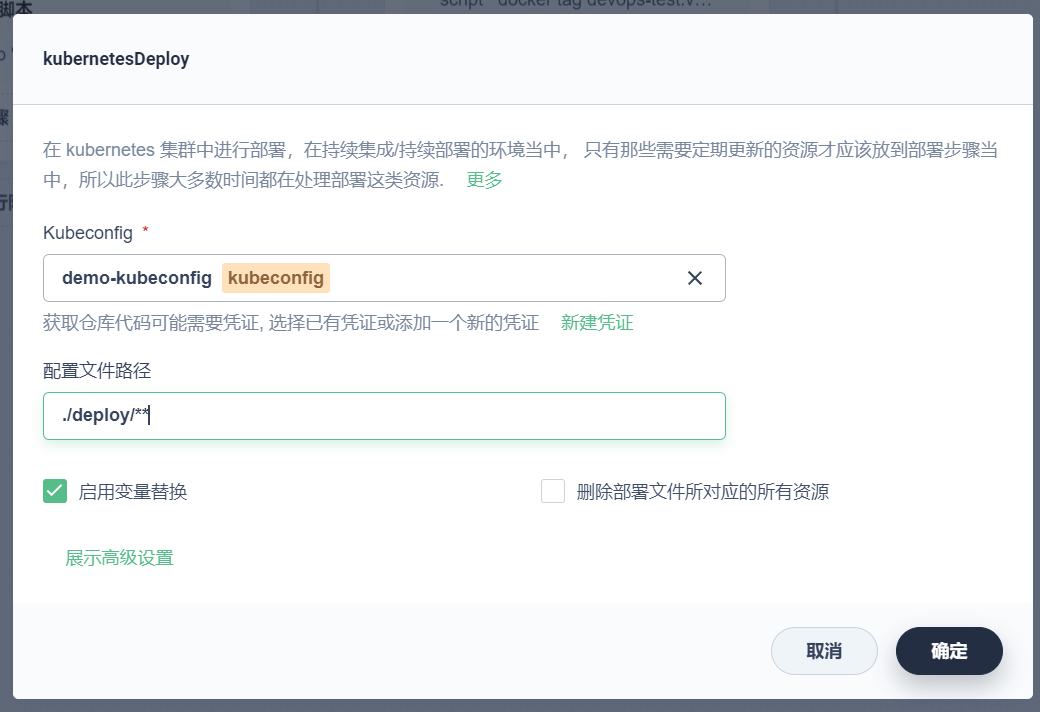 脚本
script docker tag devops-test:v…
kubernetesDeploy
在 kubernetes 集群中进行部署，在持续集成/持续部署的环境当中， 只有那些需要定期更新的资源才应该放到部署步骤当
中，所以此步骤大多数时间都在处理部署这类资源. 更多
Kubeconfig *
demo-kubeconfig kubeconfig
获取仓库代码可能需要凭证, 选择已有凭证或添加一个新的凭证 新建凭证
配置文件路径
./deploy/**
启用变量替换 删除部署文件所对应的所有资源
展示高级设置
取消 确定